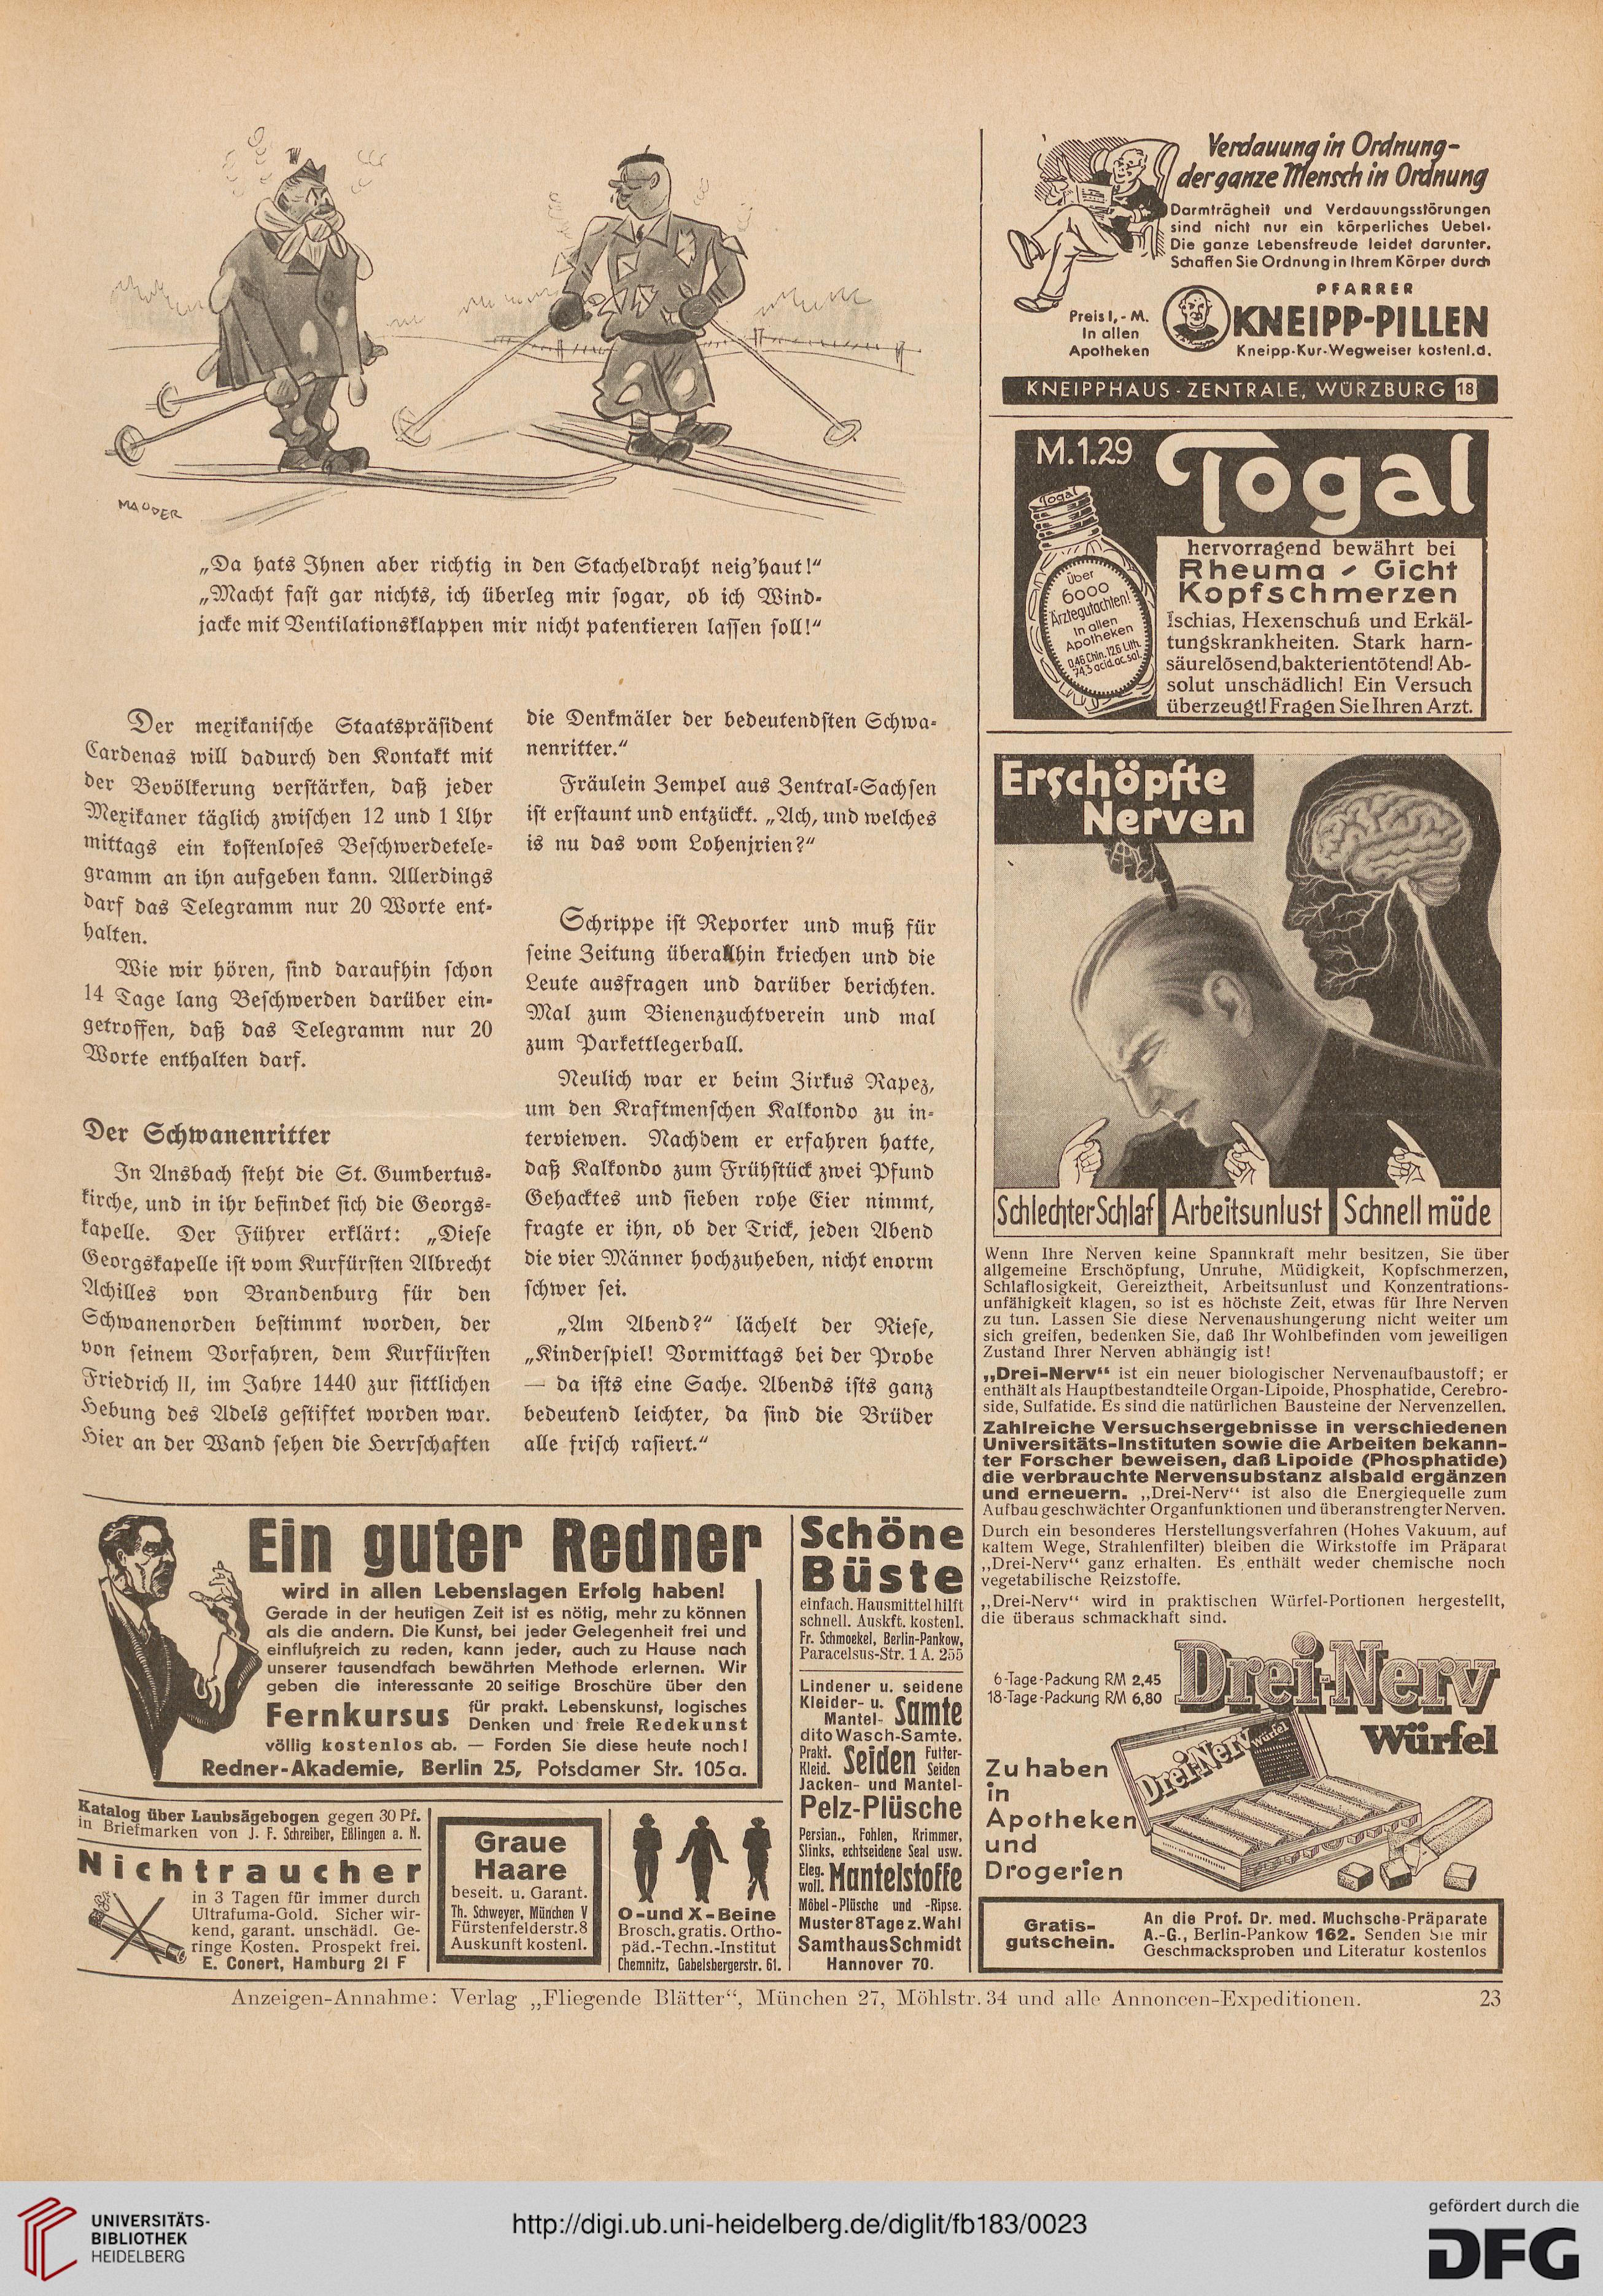 MAUDER
„Da hats Ihnen aber richtig in den Stacheldraht neig'haut!“
„Macht fast gar nichts, ich überleg mir sogar, ob ich Wind-
jacke mit Ventilationsklappen mir nicht patentieren lassen soll!“
Der mexikanische Staatspräsident
Cardenas will dadurch den Kontakt mit
der Bevölkerung verstärken, daß jeder
Mexikaner täglich zwischen 12 und 1 Uhr
mittags ein kostenloses Beschwerdetele-
gramm an ihn aufgeben kann. Allerdings
darf das Telegramm nur 20 Worte ent-
halten.
Wie wir hören, sind daraufhin schon
14 Tage lang Beschwerden darüber ein-
getroffen, daß das Telegramm nur 20
Worte enthalten darf.
Der Schwanenritter
In Ansbach steht die St. Gumbertus-
kirche, und in ihr befindet sich die Georgs-
kapelle. Der Führer erklärt: „Diese
Georgskapelle ist vom Kurfürsten Albrecht
Achilles von Brandenburg für den
Schwanenorden bestimmt worden, der
von seinem Vorfahren, dem Kurfürsten
Friedrich II, im Jahre 1440 zur sittlichen
Hebung des Adels gestiftet worden war.
Hier an der Wand sehen die Herrschaften
die Denkmäler der bedeutendsten Schwa-
nenritter.“
Fräulein Zempel aus Zentral-Sachsen
ist erstaunt und entzückt. „Ach, und welches
is nu das vom Lohenjrien?“
Schrippe ist Reporter und muß für
seine Zeitung überallhin kriechen und die
Leute ausfragen und darüber berichten.
Mal zum Bienenzuchtverein und mal
zum Parkettlegerball.
Neulich war er beim Zirkus Rapez,
um den Kraftmenschen Kalkondo zu in-
terviewen. Nachdem er erfahren hatte,
daß Kalkondo zum Frühstück zwei Pfund
Gehacktes und sieben rohe Eier nimmt,
fragte er ihn, ob der Trick, jeden Abend
die vier Männer hochzuheben, nicht enorm
schwer sei.
„Am Abend?“ lächelt der Riese,
„Kinderspiel! Vormittags bei der Probe
— da ists eine Sache. Abends ists ganz
bedeutend leichter, da sind die Brüder
alle frisch rasiert.“
Verdauung in Ordnung-
der ganze Mensch in Ordnung
Darmträgheit und Verdauungsstörungen
sind nicht nur ein körperliches Uebel.
Die ganze Lebensfreude leidet darunter.
Schaffen Sie Ordnung in Ihrem Körper durch
PFARRER
KNEIPP-PILLEN
Preis 1,- M.
In allen
Apotheken
Kneipp-Kur-Wegweiser kostenl.d.
KNEIPPHAUS-ZENTRALE, WÜRZBURG 18
M.1.29
Togal
Togal
Über
6000
Ärztegutachten!
In allen
Apotheken
0,46 Chin. 12,6 Lith.
74,3 acid. ac. sal.
hervorragend bewährt bei
Rheuma - Gicht
Kopfschmerzen
Ischias, Hexenschuß und Erkäl-
tungskrankheiten. Stark harn-
säurelösend, bakterientötend! Ab-
solut unschädlich! Ein Versuch
überzeugt! Fragen Sie Ihren Arzt.
Erschöpfte
Nerven
Schlechter Schlaf Arbeitsunlust Schnell müde
Wenn Ihre Nerven keine Spannkraft mehr besitzen, Sie über
allgemeine Erschöpfung, Unruhe, Müdigkeit, Kopfschmerzen,
Schlaflosigkeit, Gereiztheit, Arbeitsunlust und Konzentrations-
unfähigkeit klagen, so ist es höchste Zeit, etwas für Ihre Nerven
zu tun. Lassen Sie diese Nervenaushungerung nicht weiter um
sich greifen, bedenken Sie, daß Ihr Wohlbefinden vom jeweiligen
Zustand Ihrer Nerven abhängig ist!
„Drei-Nerv“ ist ein neuer biologischer Nervenaufbaustoff; er
enthält als Hauptbestandteile Organ-Lipoide, Phosphatide, Cerebro-
side, Sulfatide. Es sind die natürlichen Bausteine der Nervenzellen.
Zahlreiche Versuchsergebnisse in verschiedenen
Universitäts-Instituten sowie die Arbeiten bekann-
ter Forscher beweisen, daß Lipoide (Phosphatide)
die verbrauchte Nervensubstanz alsbald ergänzen
und erneuern. „Drei-Nerv“ ist also die Energiequelle zum
Aufbau geschwächter Organfunktionen und überanstrengter Nerven.
Durch ein besonderes Herstellungsverfahren (Hohes Vakuum, auf
kaltem Wege, Strahlenfilter) bleiben die Wirkstoffe im Präparat
„Drei-Nerv“ ganz erhalten. Es enthält weder chemische noch
vegetabilische Reizstoffe.
„Drei-Nerv“ wird in praktischen Würfel-Portionen hergestellt,
die überaus schmackhaft sind.
6-Tage-Packung RM 2,45
18-Tage-Packung RM 6,80
Drei-Nerv
Würfel
Drei-Nerv Würfel
Zu haben
in
Apotheken
und
Drogerien
Gratis-
gutschein.
An die Prof. Dr. med. Muchsche-Präparate
A.-G., Berlin-Pankow 162. Senden Sie mir
Geschmacksproben und Literatur kostenlos
Ein guter Redner
wird in allen Lebenslagen Erfolg haben!
Gerade in der heutigen Zeit ist es nötig, mehr zu können
als die andern. Die Kunst, bei jeder Gelegenheit frei und
einflußreich zu reden, kann jeder, auch zu Hause nach
unserer tausendfach bewährten Methode erlernen. Wir
geben die interessante 20 seitige Broschüre über den
Fernkursus für prakt. Lebenskunst, logisches
Denken und freie Redekunst
völlig kostenlos ab. — Forden Sie diese heute noch!
Redner-Akademie, Berlin 25, Potsdamer Str. 105a.
Schöne
Büste
einfach. Hausmittel hilft
schnell. Auskft. kostenl.
Fr. Schmoekel, Berlin-Pankow,
Paracelsus-Str. 1 A. 255
Lindener u. seidene
Kleider- u.
Mantel- Samte
dito Wasch-Samte.
Prakt.
Kleid. Seiden Futter-
Seiden
Jacken- und Mantel-
Pelz-Plüsche
Persian., Fohlen, Krimmer,
Slinks, echtseidene Seal usw.
Eleg.
woll. Mantelstoffe
Möbel-Plüsche und -Ripse.
Muster 8 Tage z. Wahl
Samthaus Schmidt
Hannover 70.
Katalog über Laubsägebogen gegen 30 Pf.
in Briefmarken von J. F. Schreiber, Eßlingen a. N.
Nichtraucher
in 3 Tagen für immer durch
Ultrafuma-Gold. Sicher wir-
kend, garant. unschädl. Ge-
ringe Kosten. Prospekt frei.
E. Conert, Hamburg 21 F
Graue
Haare
beseit. u. Garant.
Th. Schweyer, München V
Fürstenfelderstr. 8
Auskunft kostenl.
O-und X-Beine
Brosch. gratis. Ortho-
päd.-Techn.-Institut
Chemnitz, Gabelsbergerstr. 61.
Anzeigen-Annahme: Verlag „Fliegende Blätter“, München 27, Möhlstr. 34 und alle Annoncen-Expeditionen.
23
UNIVERSITÄTS-
BIBLIOTHEK
HEIDELBERG
http://digi.ub.uni-heidelberg.de/diglit/fb183/0023
gefördert durch die
DFG